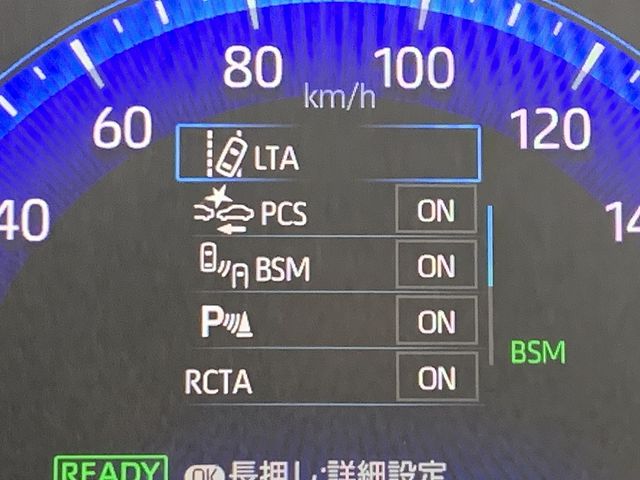 80 100
km/h
60 120
40
LTA
PCS ON
BSM ON
P ON
BSM
RCTA ON
READY OK 長押し:詳細設定